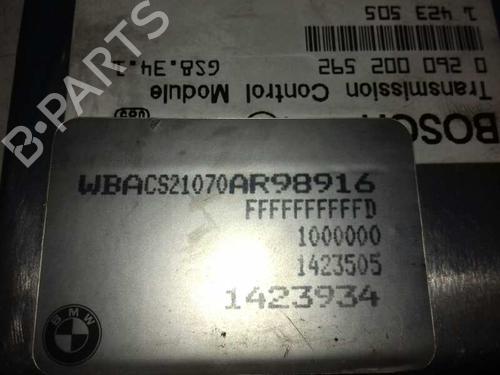 1 423 505
0 260 002 592
GS8.34.1
Transmission Control Module
BOSCH
WBACS21070AR98916
FFFFFFFFFFD
1000000
1423505
1423934
BMW
B-PARTS